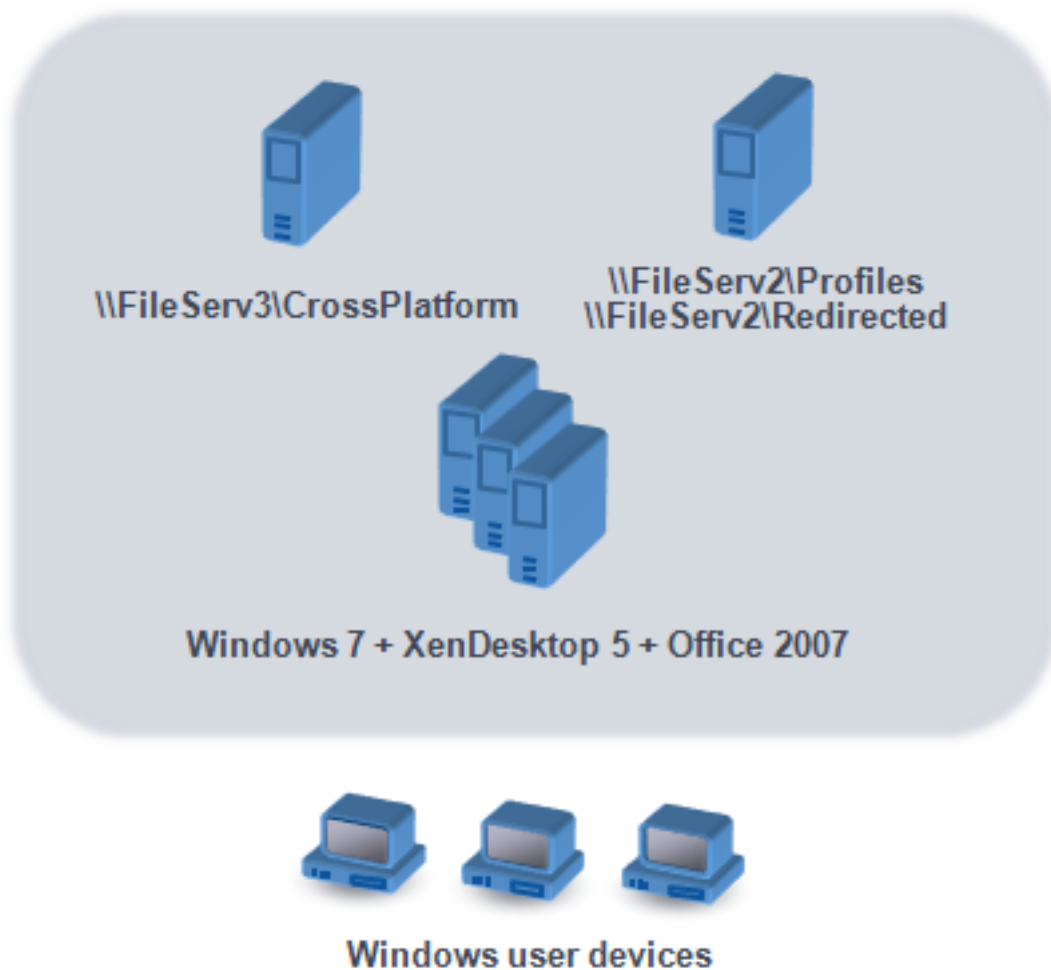 \\FileServ3\CrossPlatform
\\FileServ2\Profiles
\\FileServ2\Redirected
Windows 7 + XenDesktop 5 + Office 2007
Windows user devices